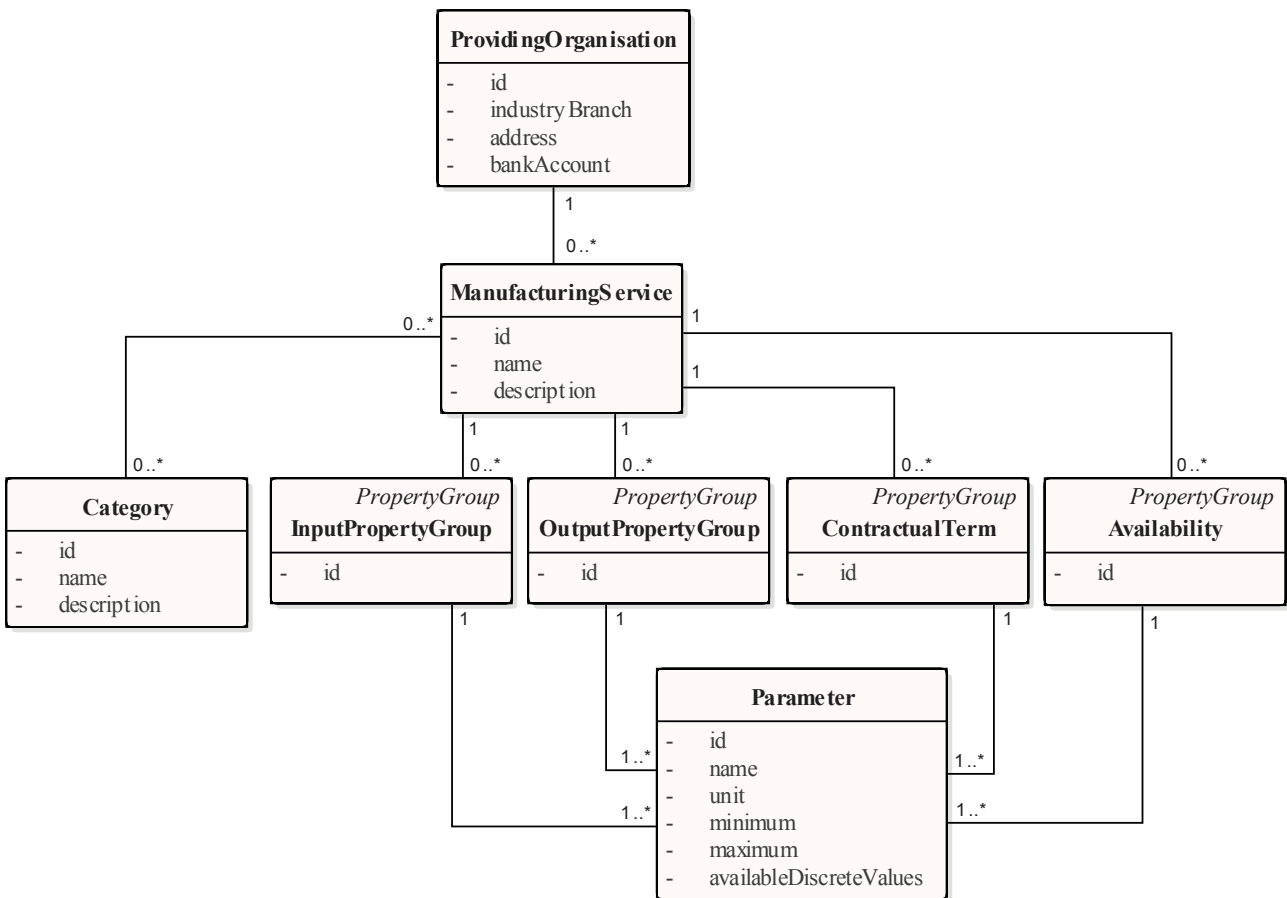 ProvidingOrganisation
- id
- industryBranch
- address
- bankAccount
1
0..*
ManufacturingService
- id
- name
- description
0..*
1
1
1
1
0..*
0..*
0..*
0..*
0..*
Category
- id
- name
- description
PropertyGroup
InputPropertyGroup
- id
PropertyGroup
OutputPropertyGroup
- id
PropertyGroup
ContractualTerm
- id
PropertyGroup
Availability
- id
1
1
1
1
Parameter
- id
- name
- unit
- minimum
- maximum
- availableDiscreteValues
1..*
1..*
1..*
1..*